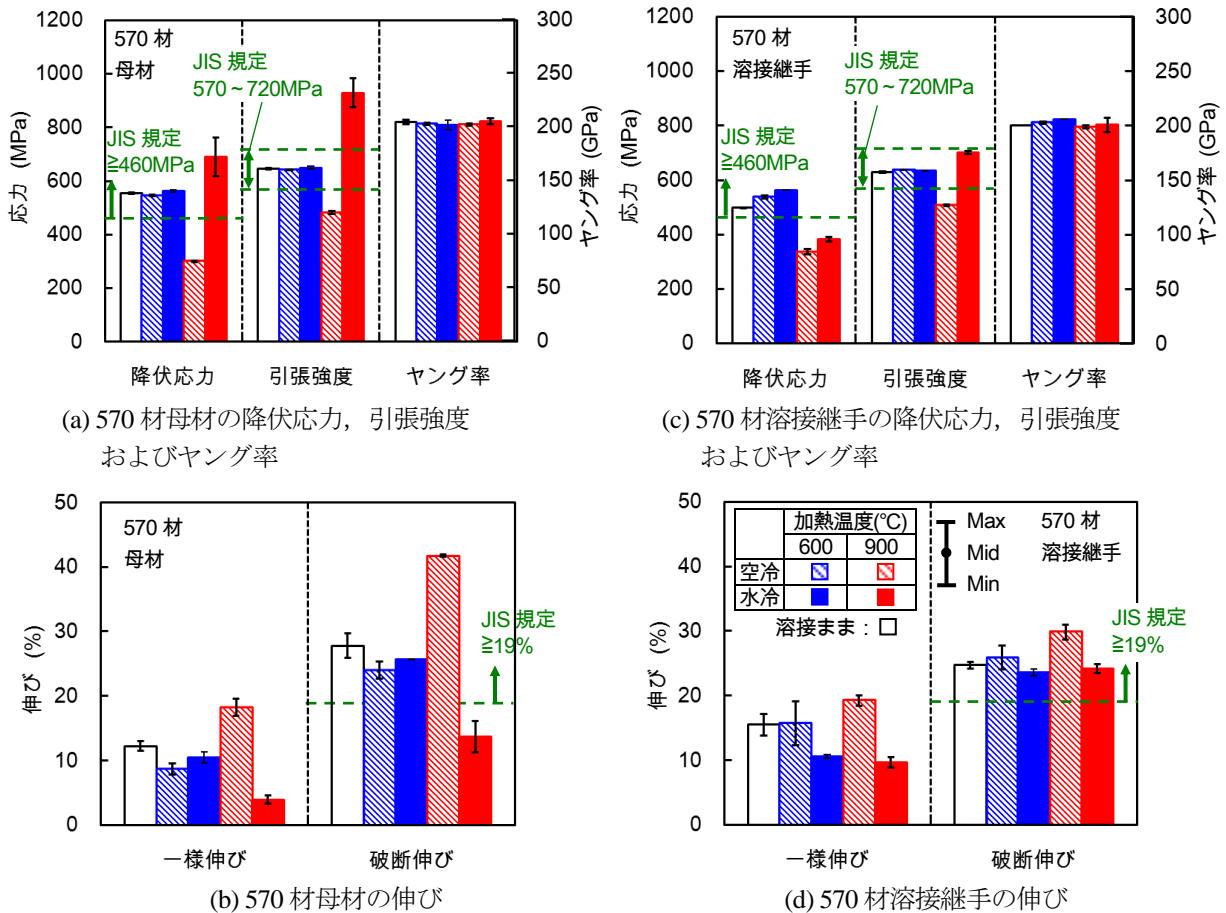 1200
1000
800
600
400
200
0
応力 (MPa)
570 材
母材
JIS 規定
≧460MPa
JIS 規定
570～720MPa
300
250
200
150
100
50
0
ヤング率 (GPa)
降伏応力 引張強度 ヤング率
(a) 570 材母材の降伏応力，引張強度
およびヤング率
1200
1000
800
600
400
200
0
応力 (MPa)
570 材
溶接継手
JIS 規定
≧460MPa
JIS 規定
570～720MPa
300
250
200
150
100
50
0
ヤング率 (GPa)
降伏応力 引張強度 ヤング率
(c) 570 材溶接継手の降伏応力，引張強度
およびヤング率
50
40
30
20
10
0
伸び (%)
570 材
母材
JIS 規定
≧19%
一様伸び 破断伸び
(b) 570 材母材の伸び
50
40
30
20
10
0
伸び (%)
加熱温度(℃)
600 900
空冷
水冷
溶接まま：
Max
Mid
Min
570 材
溶接継手
JIS 規定
≧19%
一様伸び 破断伸び
(d) 570 材溶接継手の伸び